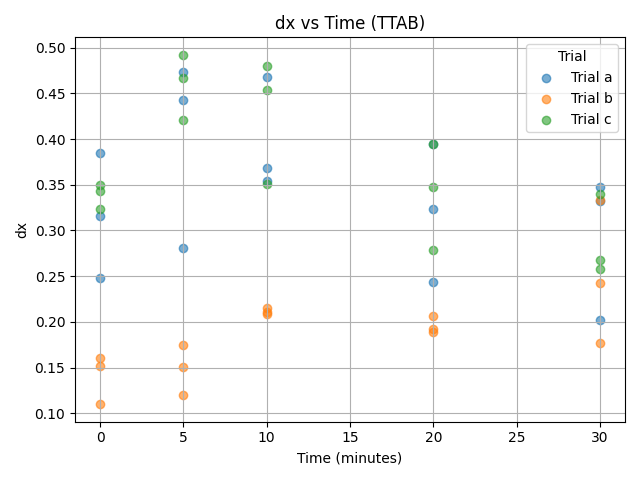 dx vs Time (TTAB)
0.50
0.45
0.40
0.35
0.30
0.25
0.20
0.15
0.10
dx
0
5
10
15
20
25
30
Time (minutes)
Trial
Trial a
Trial b
Trial c